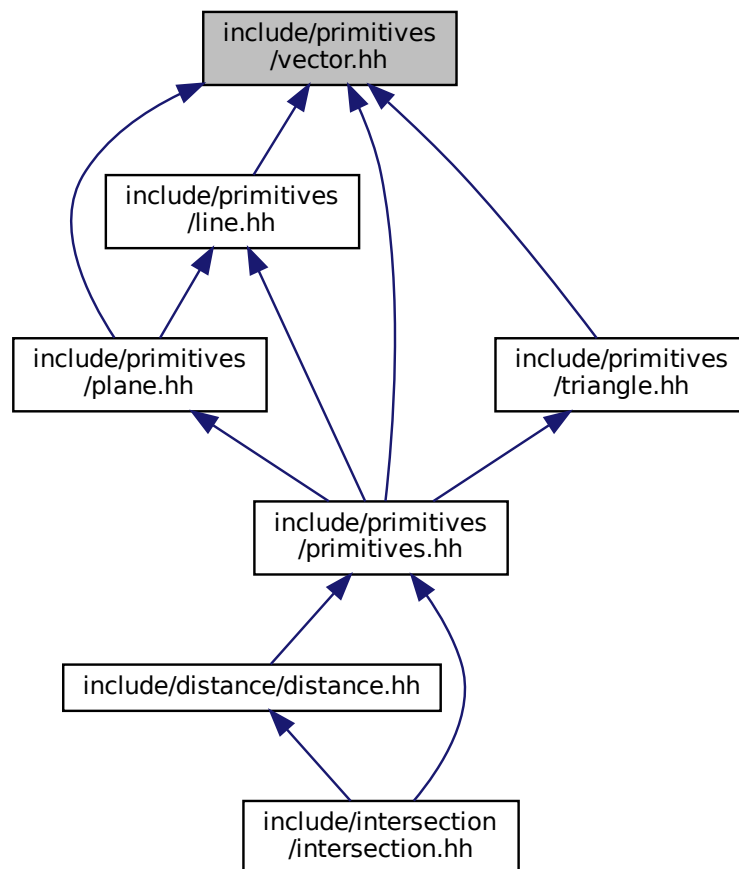 include/primitives
/vector.hh
include/primitives
/line.hh
include/primitives
/plane.hh
include/primitives
/triangle.hh
include/primitives
/primitives.hh
include/distance/distance.hh
include/intersection
/intersection.hh